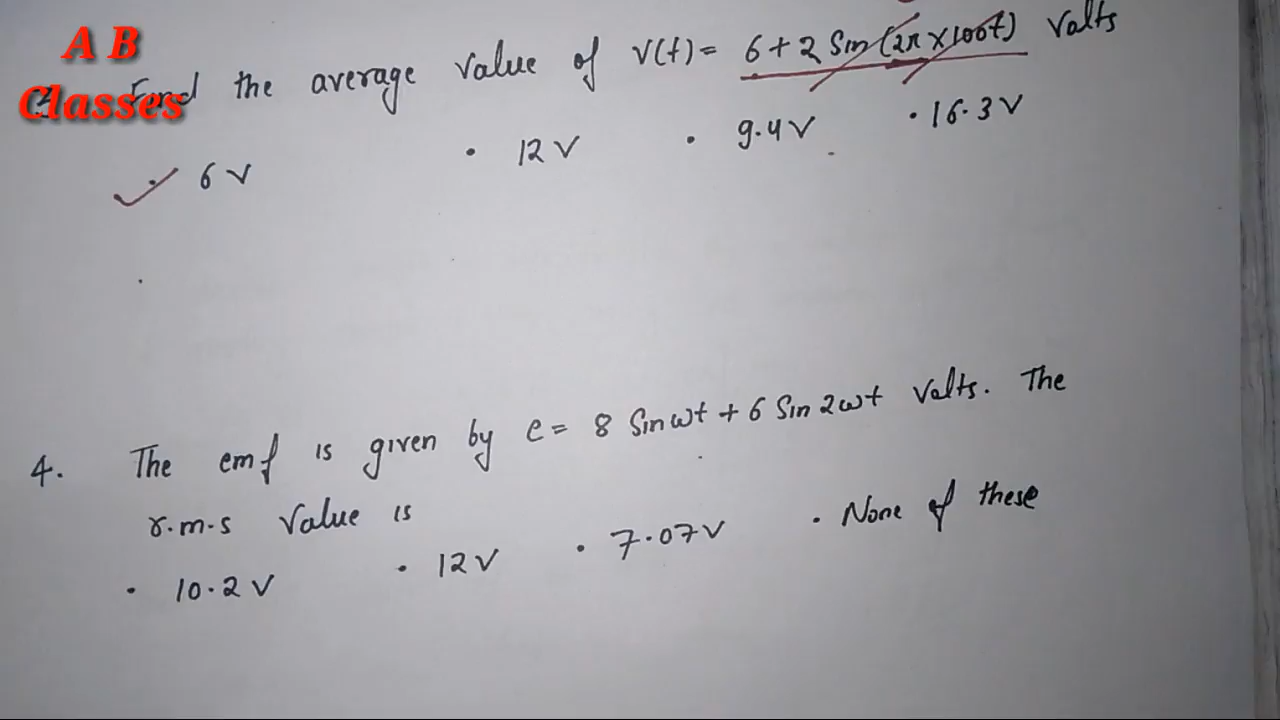 A B
Classes
Find the average value of V(t) = 6 + 2 Sin (2π × 100t) Volts
6 V • 12 V • 9.4 V • 16.3 V
4. The emf is given by e = 8 Sin ωt + 6 Sin 2ωt Volts. The
r.m.s Value is
• 10.2 V • 12 V • 7.07 V • None of these